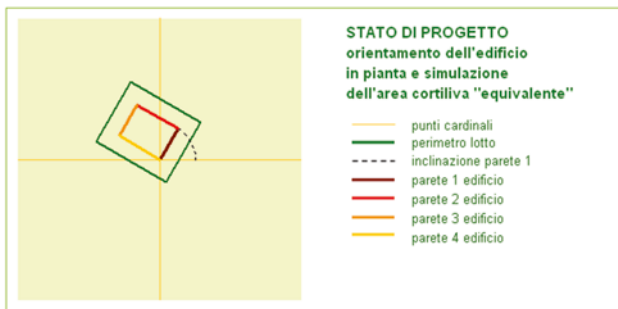 STATO DI PROGETTO
orientamento dell'edificio
in pianta e simulazione
dell'area cortiliva "equivalente"
punti cardinali
perimetro lotto
inclinazione parete 1
parete 1 edificio
parete 2 edificio
parete 3 edificio
parete 4 edificio